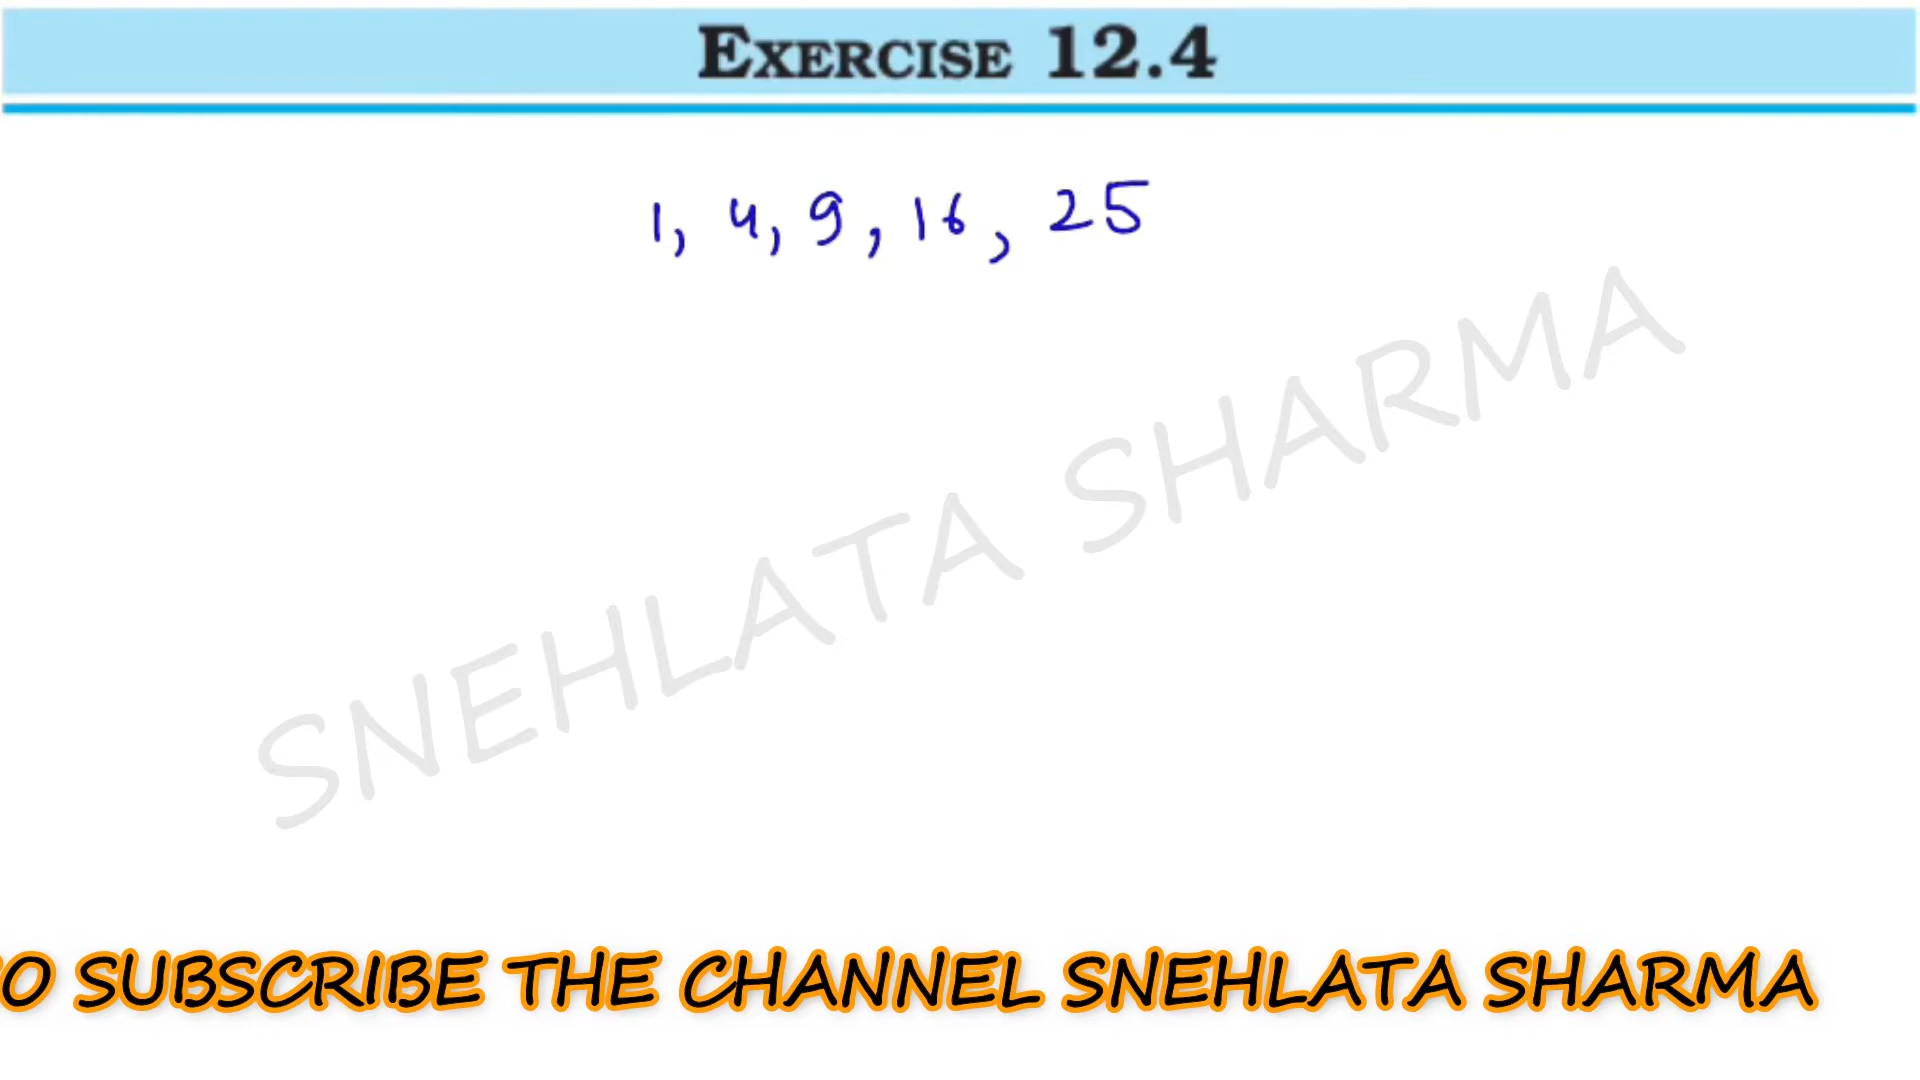 EXERCISE 12.4
1, 4, 9, 16, 25
SNEHLATA SHARMA
O SUBSCRIBE THE CHANNEL SNEHLATA SHARMA